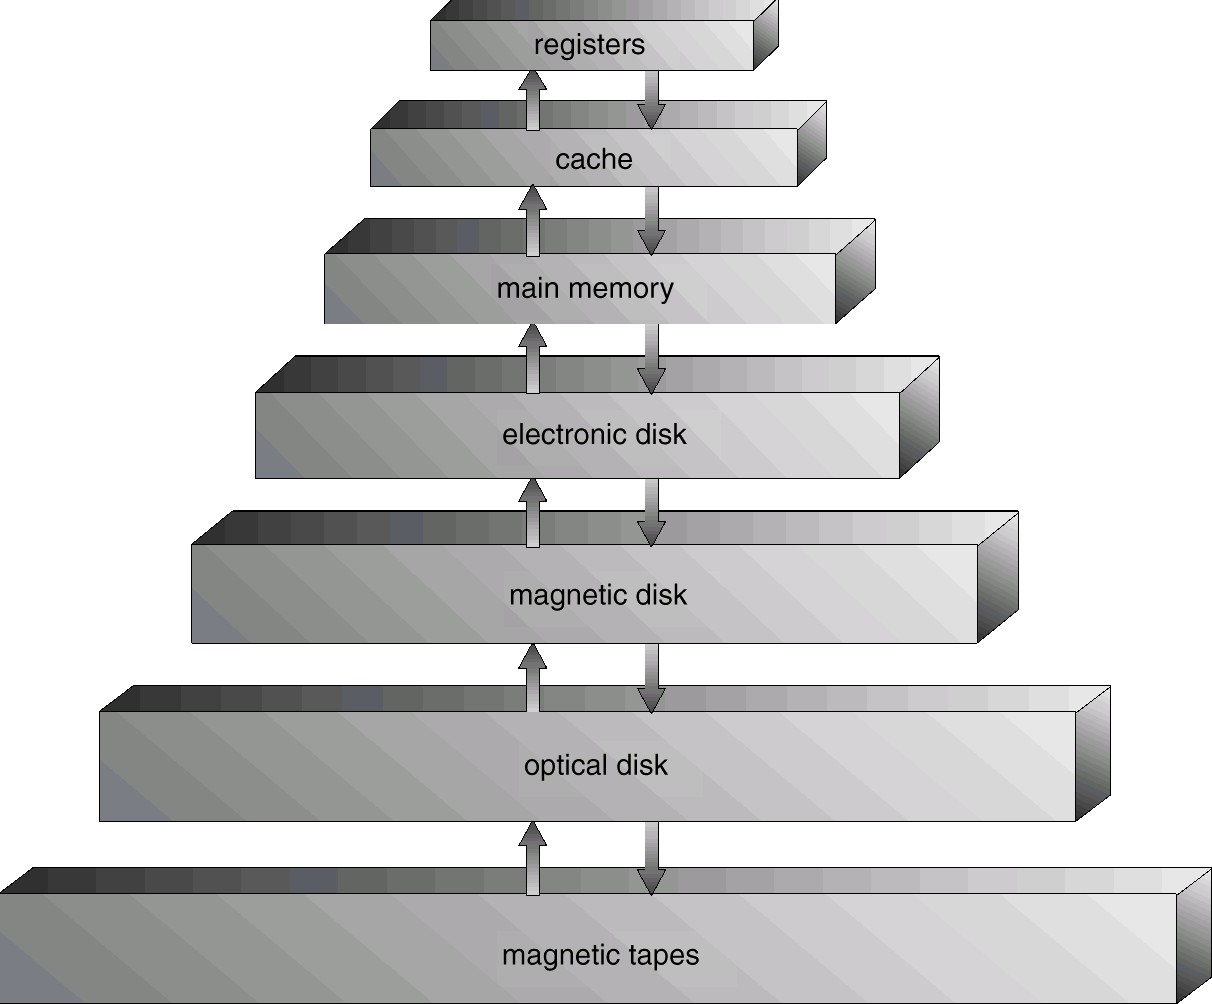 registers
cache
main memory
electronic disk
magnetic disk
optical disk
magnetic tapes